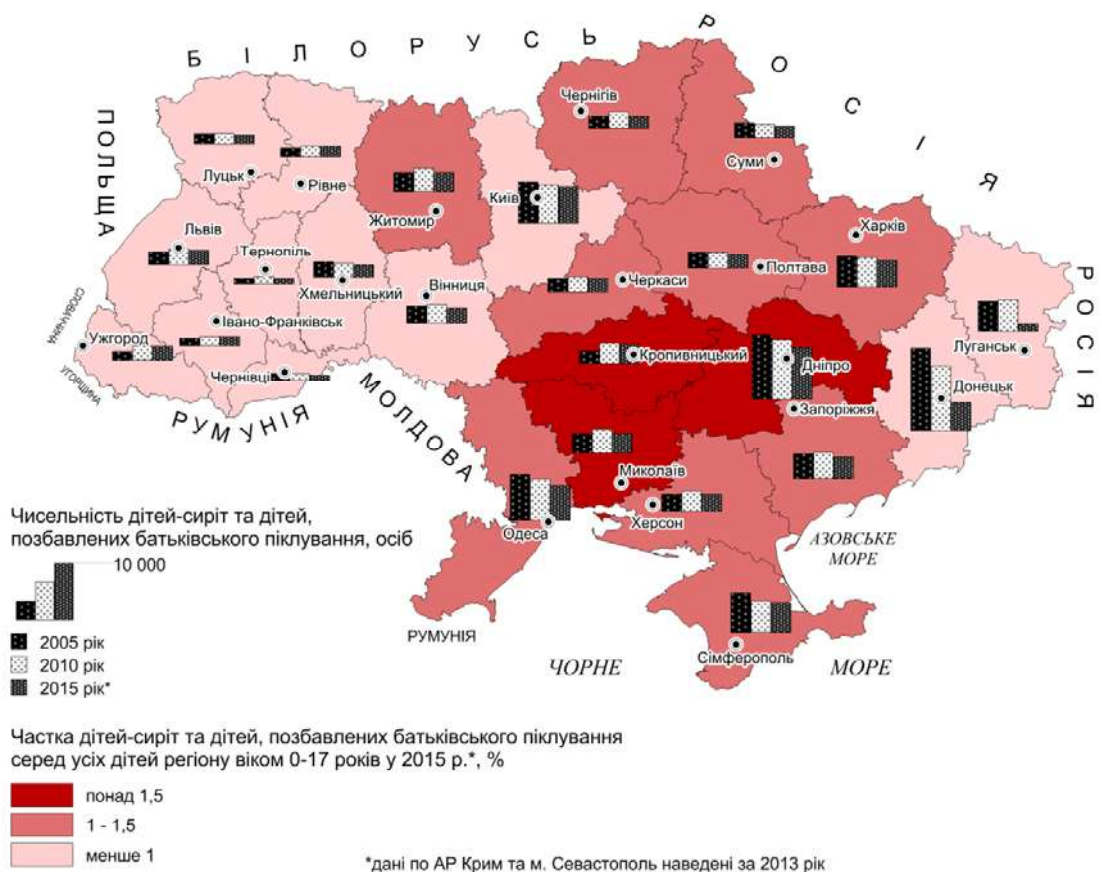 БІЛОРУСЬ
РОСІЯ
ПОЛЬЩА
Чернігів
Суми
Луцьк
Рівне
Житомир
Київ
Харків
Львів
Тернопіль
Хмельницький
Вінниця
Черкаси
Полтава
РОСІЯ
СЛОВАЧЧИНА
Ужгород
Івано-Франківськ
Кропивницький
Дніпро
Луганськ
УГОРЩИНА
Чернівці
Донецьк
Запоріжжя
РУМУНІЯ
МОЛДОВА
Миколаїв
Херсон
Одеса
АЗОВСЬКЕ
МОРЕ
РУМУНІЯ
ЧОРНЕ МОРЕ
Сімферополь
Чисельність дітей-сиріт та дітей,
позбавлених батьківського піклування, осіб
10 000
2005 рік
2010 рік
2015 рік*
Частка дітей-сиріт та дітей, позбавлених батьківського піклування
серед усіх дітей регіону віком 0-17 років у 2015 р.*, %
понад 1,5
1 - 1,5
менше 1
*дані по АР Крим та м. Севастополь наведені за 2013 рік